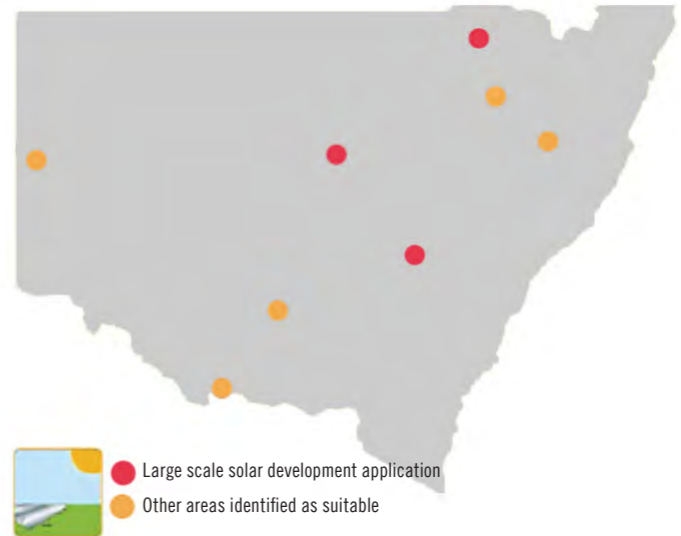 Large scale solar development application
Other areas identified as suitable